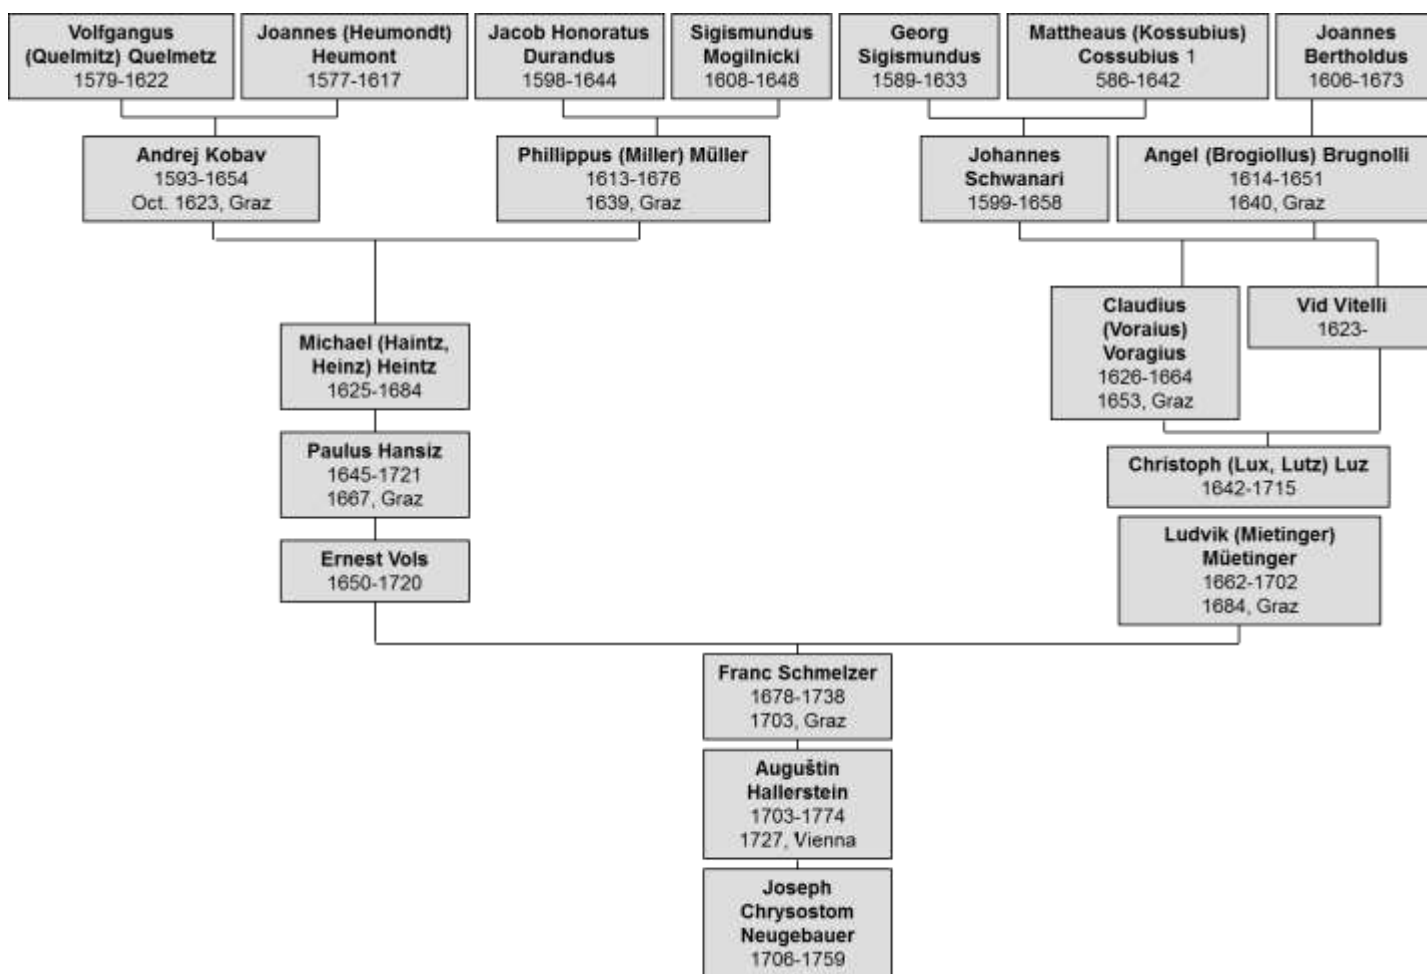 Volfgangus
(Quelmitz) Quelmetz
1579-1622
Joannes (Heumondt)
Heumont
1577-1617
Jacob Honoratus
Durandus
1598-1644
Sigismundus
Mogilnicki
1608-1648
Georg
Sigismundus
1589-1633
Mattheaus (Kossubius)
Cossubius 1
586-1642
Joannes
Bertholdus
1606-1673
Andrej Kobav
1593-1654
Oct. 1623, Graz
Phillippus (Miller) Müller
1613-1676
1639, Graz
Johannes
Schwanari
1599-1658
Angel (Brogiollus) Brugnolli
1614-1651
1640, Graz
Michael (Haintz,
Heinz) Heintz
1625-1684
Claudius
(Voraius)
Voragius
1626-1664
1653, Graz
Vid Vitelli
1623-
Paulus Hansiz
1645-1721
1667, Graz
Christoph (Lux, Lutz) Luz
1642-1715
Ernest Vols
1650-1720
Ludvik (Mietinger)
Müetinger
1662-1702
1684, Graz
Franc Schmelzer
1678-1738
1703, Graz
Auguštin
Hallerstein
1703-1774
1727, Vienna
Joseph
Chrysostom
Neugebauer
1706-1759